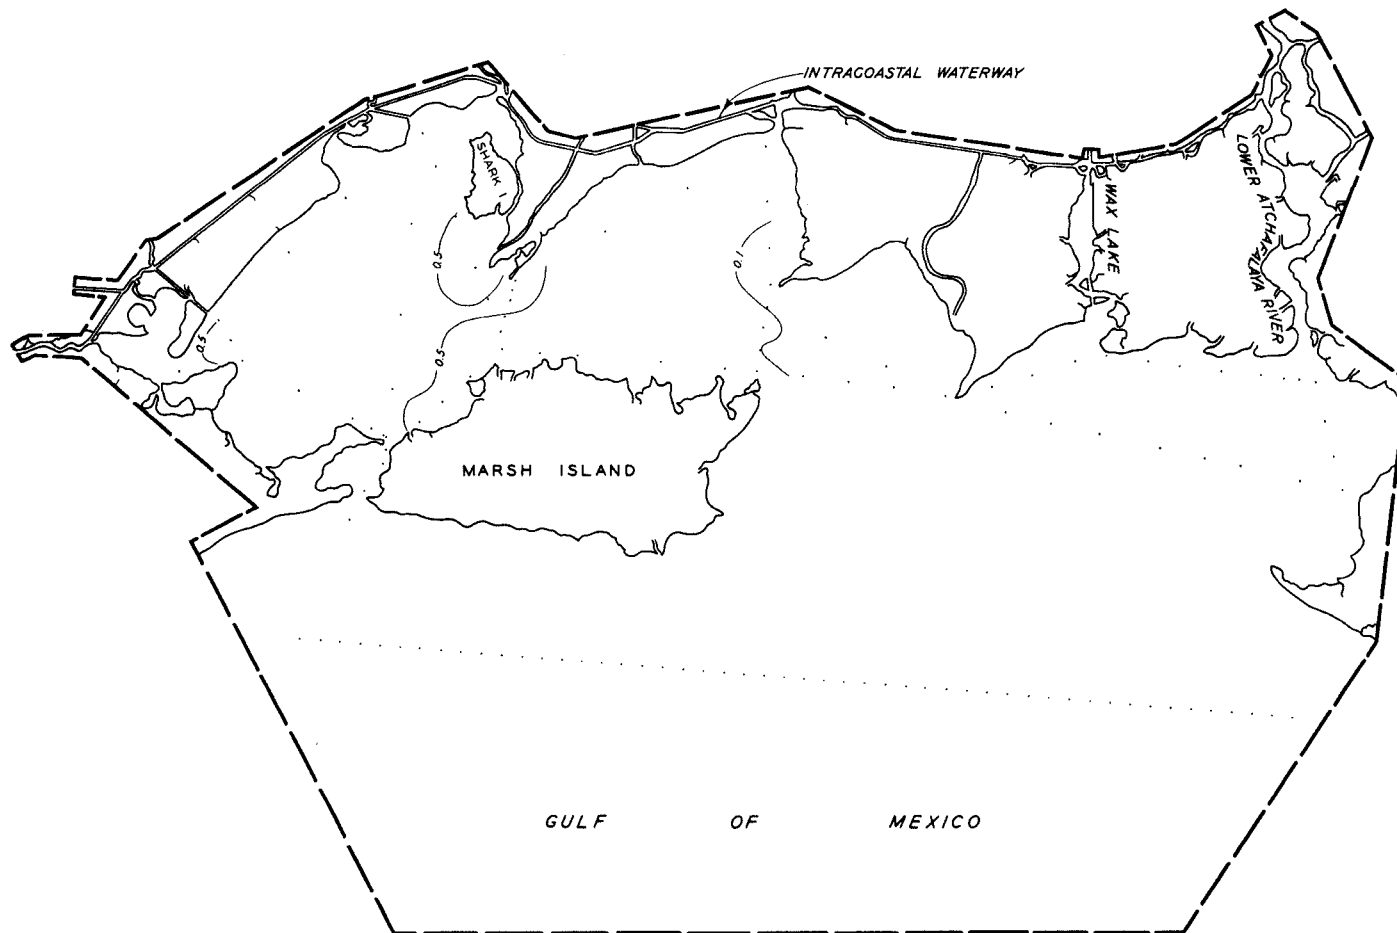 INTRACOASTAL WATERWAY
SHARK I
LOWER ATCHAFALAYA RIVER
WAX LAKE
0.5
0.1
0.5
0.5
MARSH ISLAND
GULF OF MEXICO